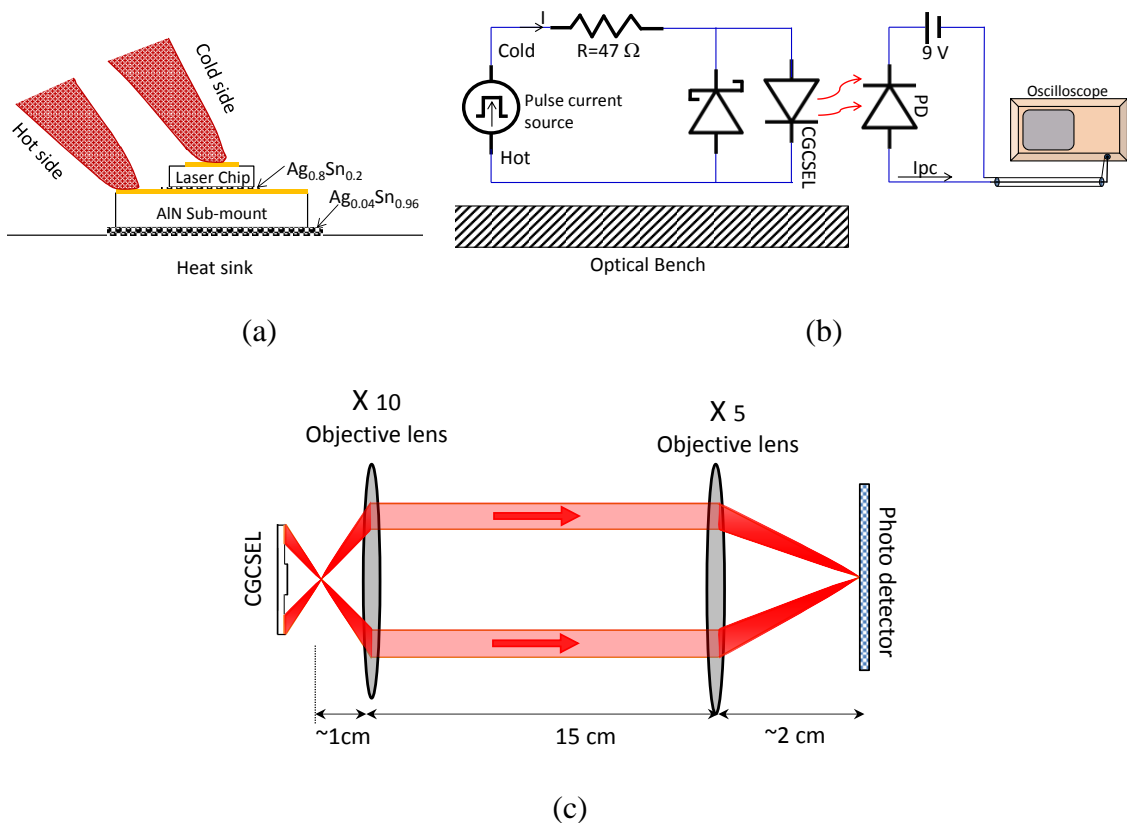 Cold side
Hot side
Laser Chip
Ag0.8Sn0.2
AlN Sub-mount
Ag0.04Sn0.96
Heat sink
(a)
I
Cold
R=47 Ω
Pulse current
source
Hot
CGCSEL
PD
9 V
Ipc
Oscilloscope
Optical Bench
(b)
X 10
Objective lens
X 5
Objective lens
CGCSEL
Photo detector
~1cm
15 cm
~2 cm
(c)